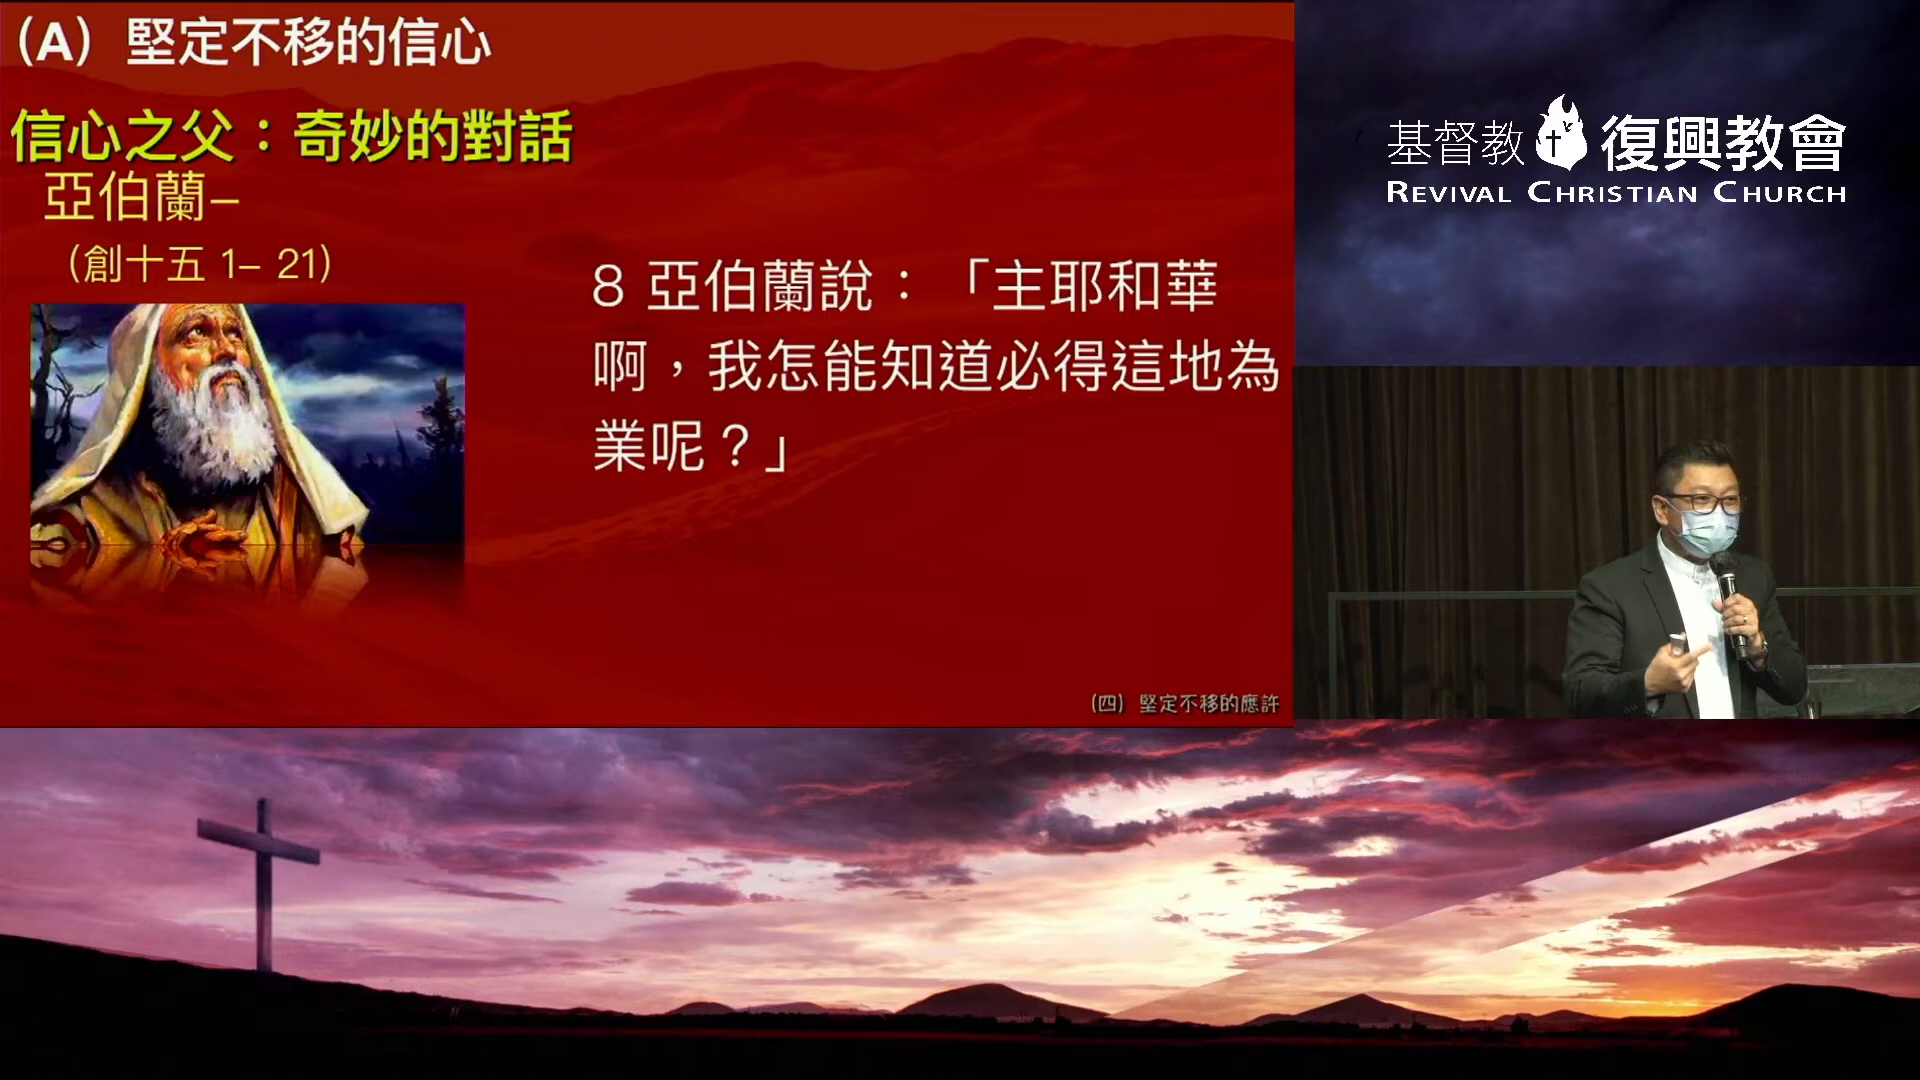 (A) 堅定不移的信心
信心之父：奇妙的對話
亞伯蘭–
(創十五 1– 21)
8 亞伯蘭說：「主耶和華
啊，我怎能知道必得這地為
業呢？」
(四) 堅定不移的應許
基督教 復興教會
REVIVAL CHRISTIAN CHURCH